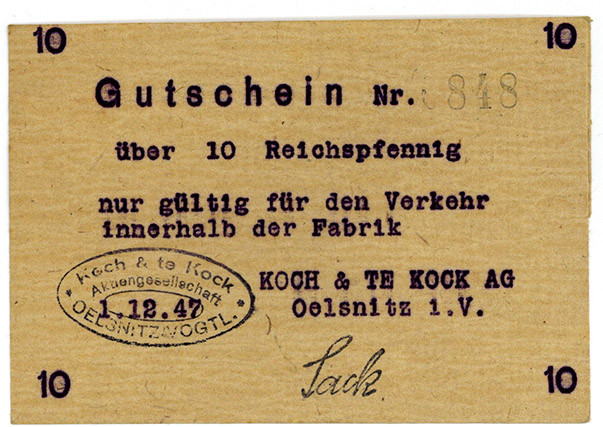 10 10
Gutschein Nr. 848
über 10 Reichspfennig
nur gültig für den Verkehr
innerhalb der Fabrik
Koch & te Kock
Aktiengesellschaft
1.12.47
OELSNITZ/VOGTL.
KOCH & TE KOCK AG
Oelsnitz i.V.
Sack
10 10